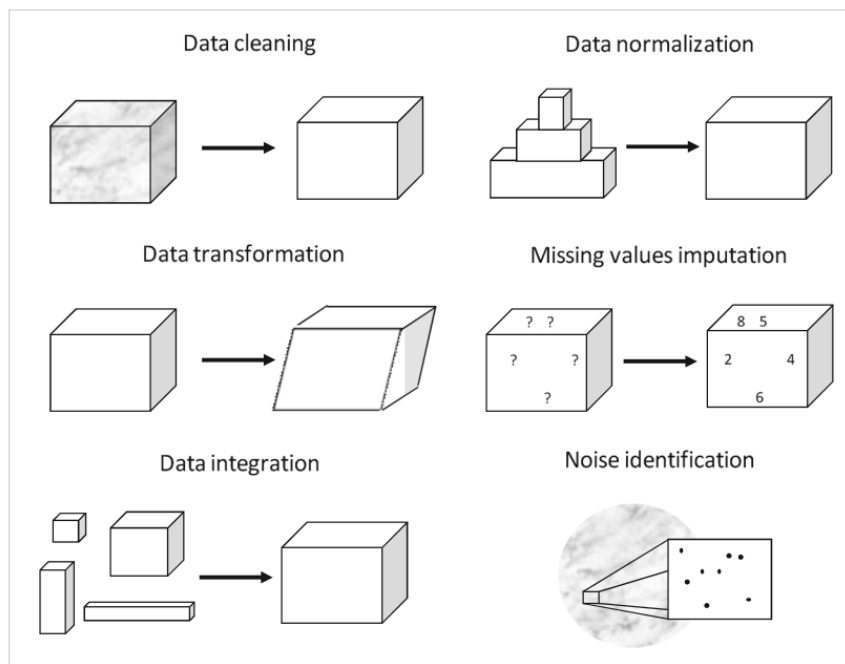 Data cleaning
Data normalization
Data transformation
Missing values imputation
? ?
? ?
?
8 5
2 4
6
Data integration
Noise identification